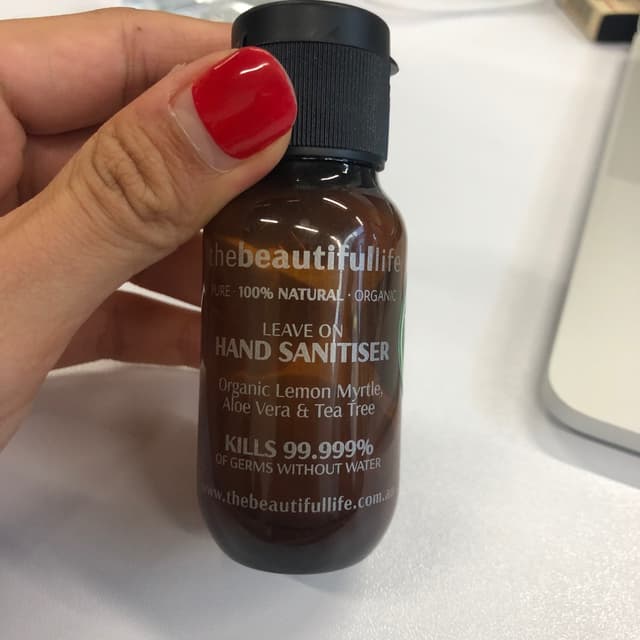 thebeautifullife
PURE · 100% NATURAL · ORGANIC
LEAVE ON
HAND SANITISER
Organic Lemon Myrtle,
Aloe Vera & Tea Tree
KILLS 99.999%
OF GERMS WITHOUT WATER
www.thebeautifullife.com.au